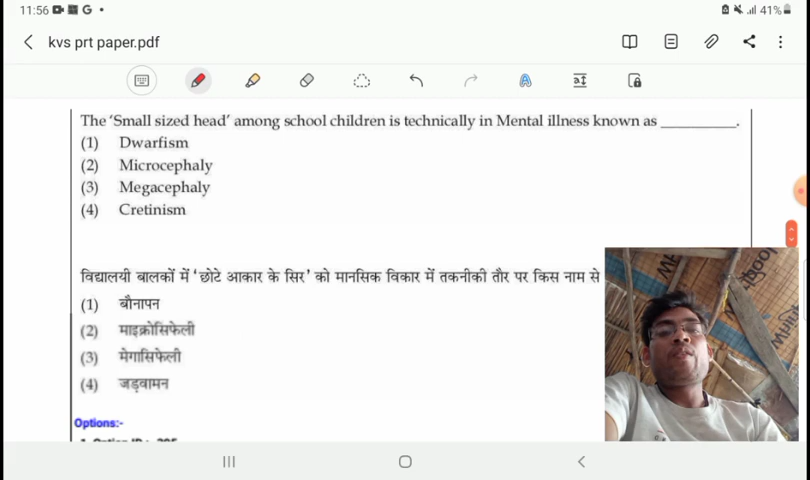 11:56 G 41%
kvs prt paper.pdf
The 'Small sized head' among school children is technically in Mental illness known as __________.
(1) Dwarfism
(2) Microcephaly
(3) Megacephaly
(4) Cretinism
विद्यालयी बालकों में 'छोटे आकार के सिर' को मानसिक विकार में तकनीकी तौर पर किस नाम से
(1) बौनापन
(2) माइक्रोसिफेली
(3) मेगासिफेली
(4) जड़वामन
Options:-